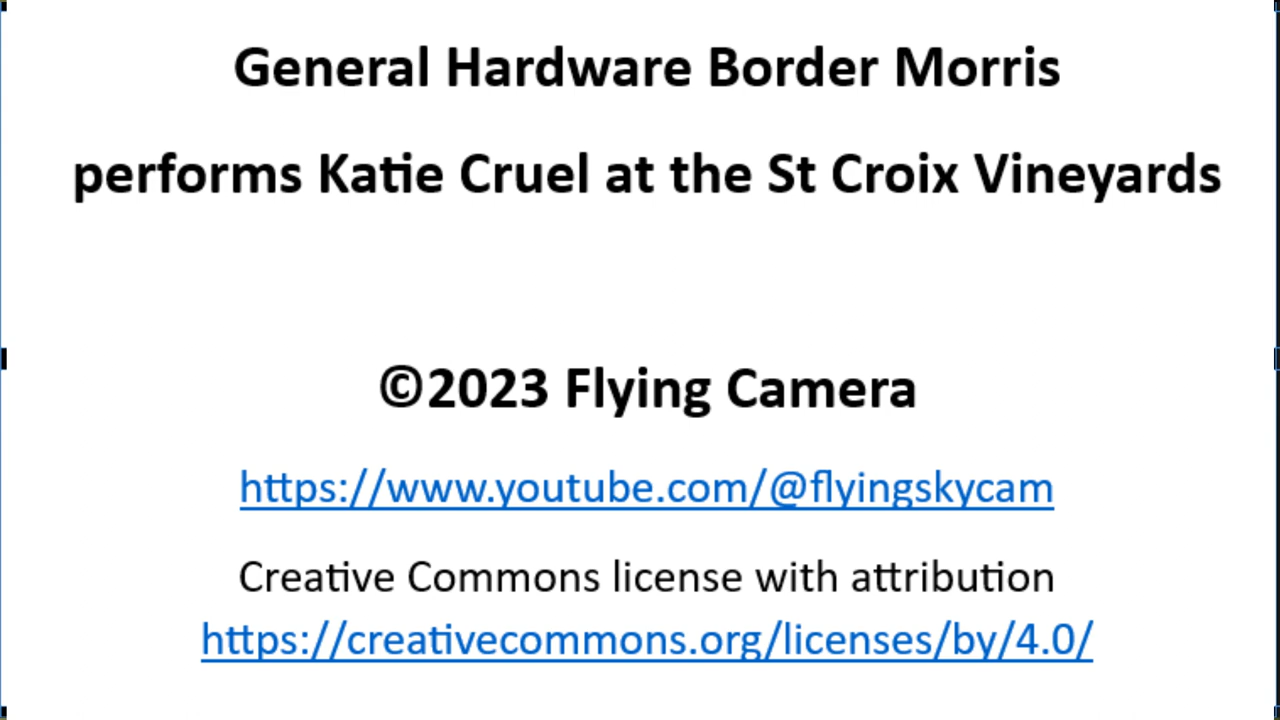 General Hardware Border Morris
performs Katie Cruel at the St Croix Vineyards
©2023 Flying Camera
https://www.youtube.com/@flyingskycam
Creative Commons license with attribution
https://creativecommons.org/licenses/by/4.0/